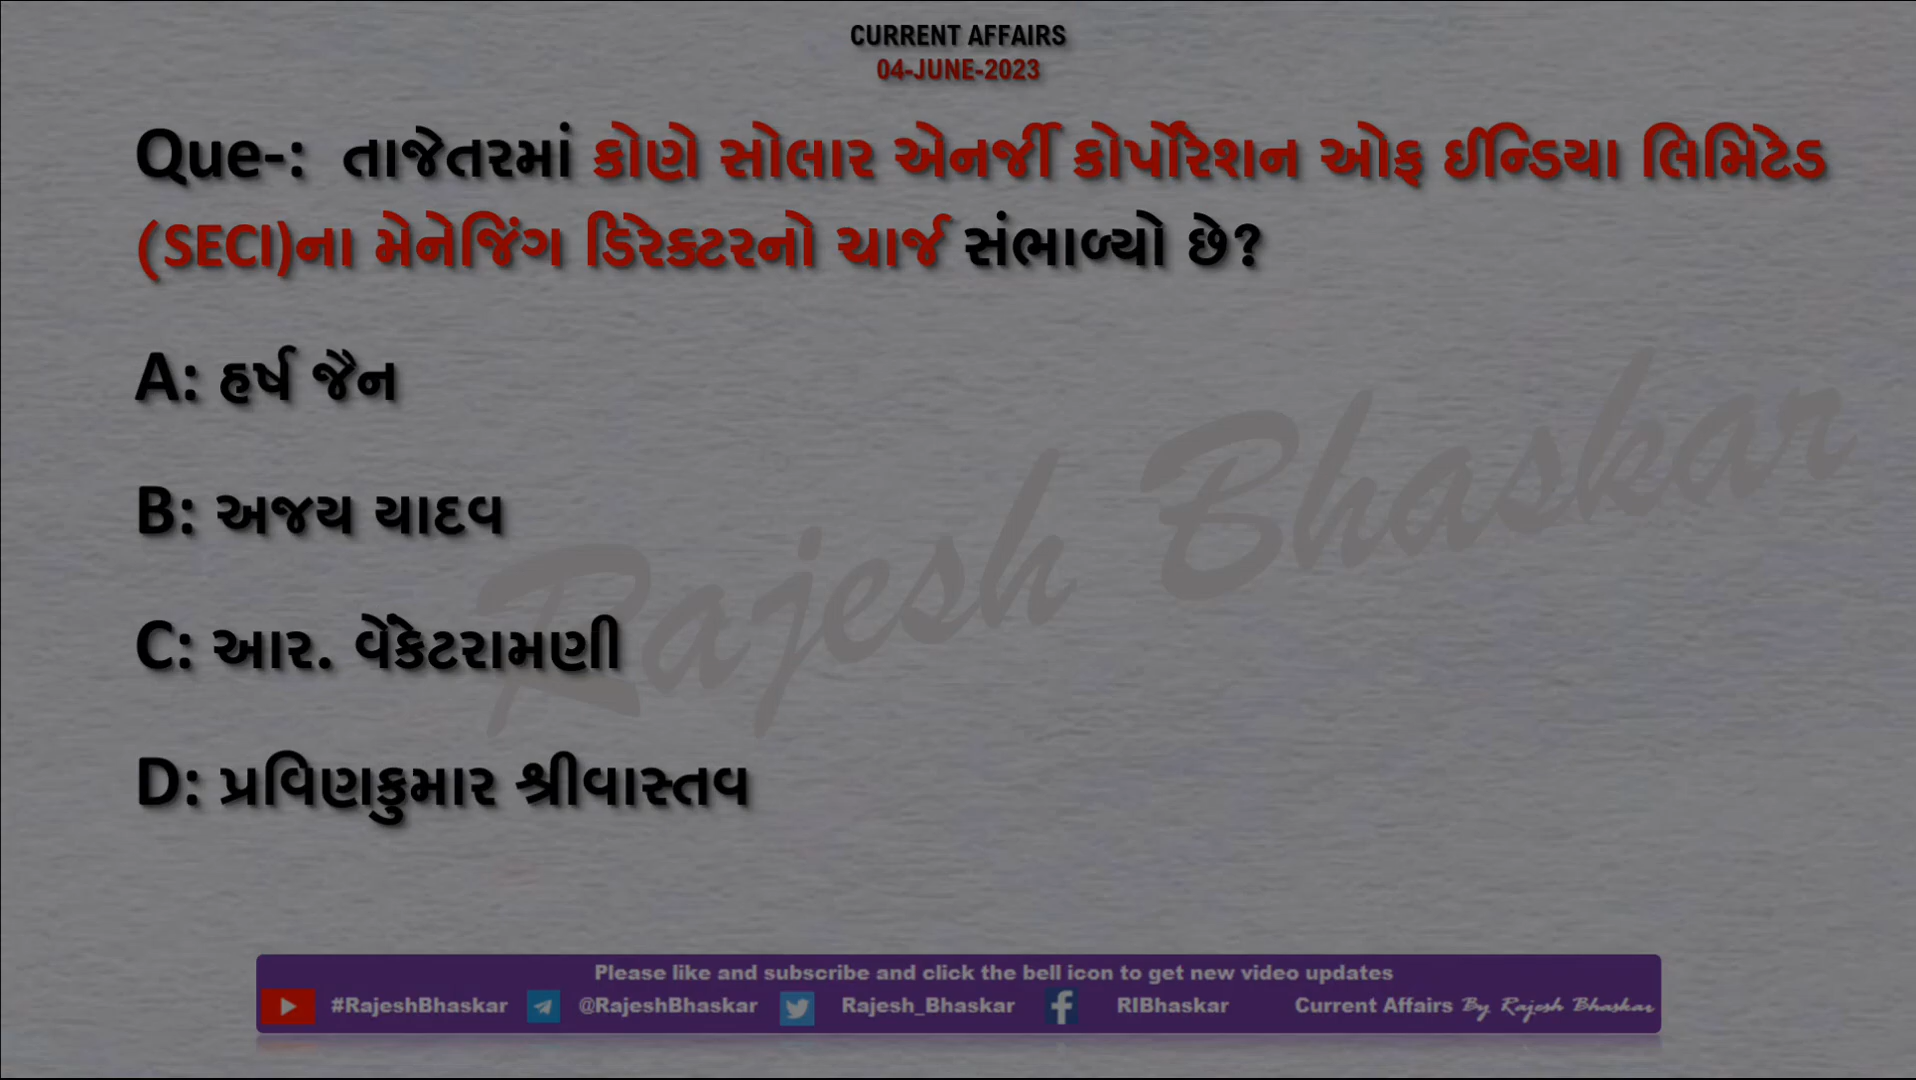 CURRENT AFFAIRS
04-JUNE-2023
Que-: તાજેતરમાં કોણે સોલાર એનર્જી કોર્પોરેશન ઓફ ઈન્ડિયા લિમિટેડ
(SECI)ના મેનેજિંગ ડિરેક્ટરનો ચાર્જ સંભાળ્યો છે?
A: હર્ષ જૈન
B: અજય યાદવ
C: આર. વેંકેટરામણી
D: પ્રવિણકુમાર શ્રીવાસ્તવ
Rajesh Bhaskar
Please like and subscribe and click the bell icon to get new video updates
#RajeshBhaskar @RajeshBhaskar Rajesh_Bhaskar RIBhaskar Current Affairs By Rajesh Bhaskar